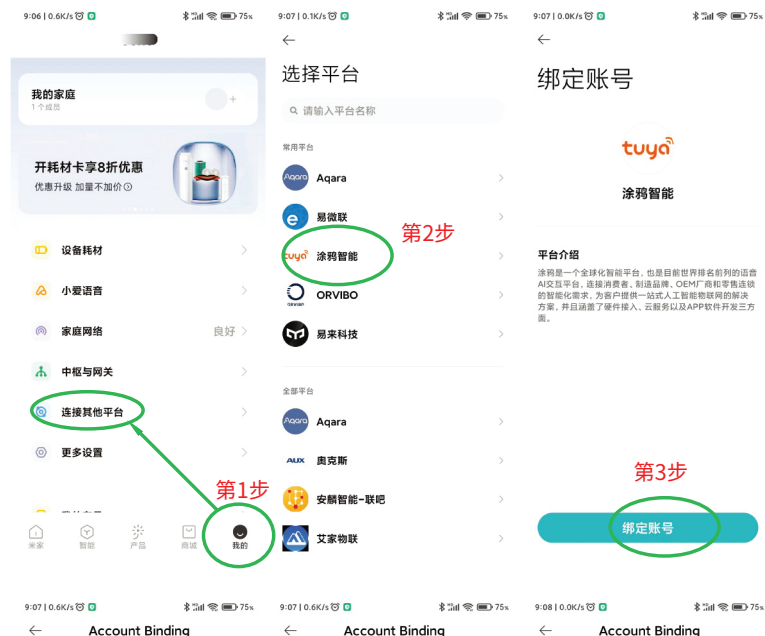 9:06 | 0.6K/s
75%
我的家庭
1个成员
开耗材卡享8折优惠
优惠升级 加量不加价
设备耗材
小爱语音
家庭网络
良好
中枢与网关
连接其他平台
更多设置
第1步
米家
智能
产品
商城
我的
9:07 | 0.1K/s
75%
选择平台
请输入平台名称
常用平台
Aqara
Aqara
易微联
第2步
tuya
涂鸦智能
ORVIBO
ORVIBO
易来科技
全部平台
Aqara
Aqara
AUX
奥克斯
安麟智能-联吧
艾家物联
9:07 | 0.0K/s
75%
绑定账号
tuya
涂鸦智能
平台介绍
涂鸦是一个全球化智能平台，也是目前世界排名前列的语音
AI交互平台，连接消费者、制造品牌、OEM厂商和零售连锁
的智能化需求，为客户提供一站式人工智能物联网的解决
方案，并且涵盖了硬件接入、云服务以及APP软件开发三方
面。
第3步
绑定账号
9:07 | 0.6K/s
75%
Account Binding
9:07 | 0.6K/s
75%
Account Binding
9:08 | 0.0K/s
75%
Account Binding